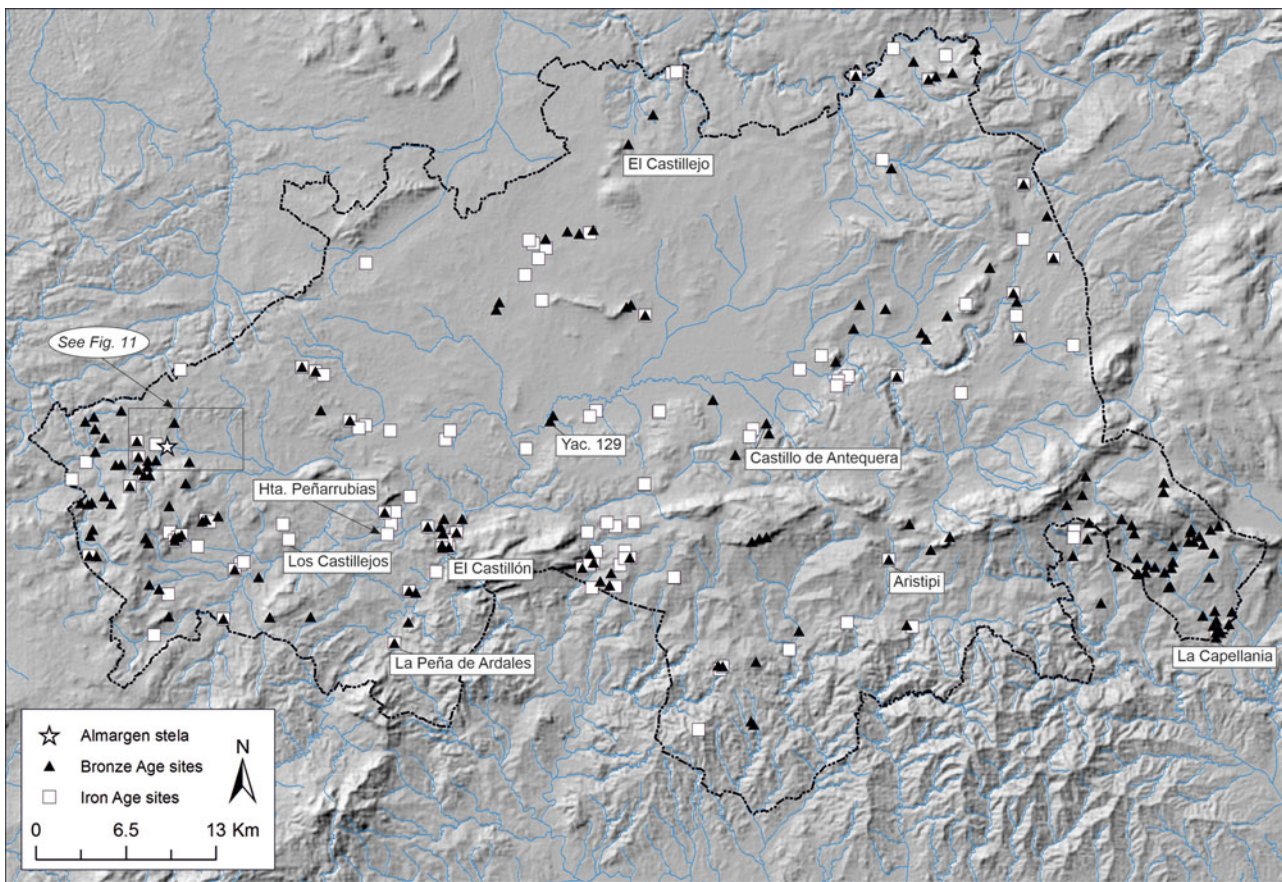 El Castillejo
See Fig. 11
Yac. 129
Castillo de Antequera
Hta. Peñarrubias
Los Castillejos
El Castillón
Aristipi
La Peña de Ardales
La Capellania
Almargen stela
N
Bronze Age sites
Iron Age sites
0 6.5 13 Km